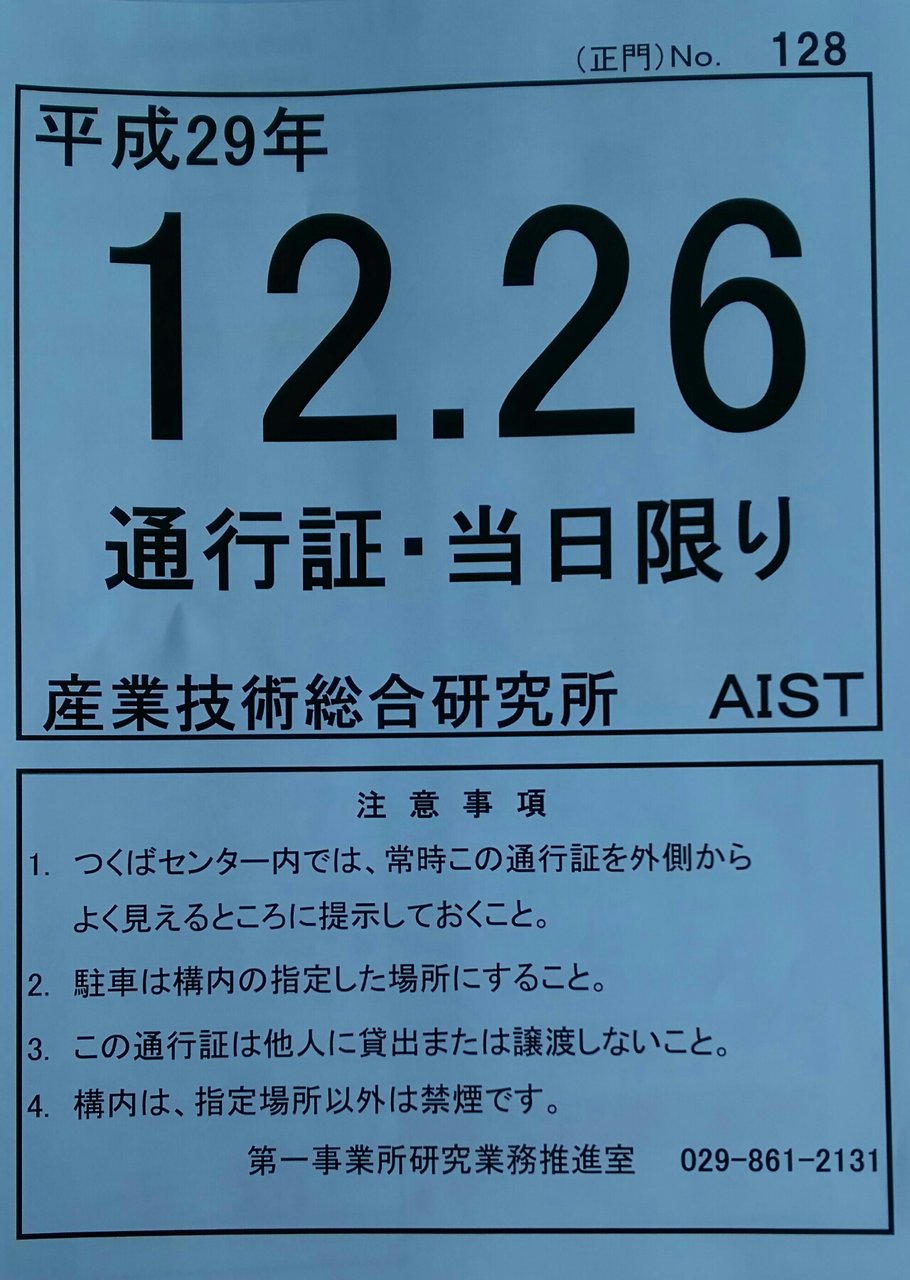 (正門)No. 128
平成29年
12.26
通行証・当日限り
産業技術総合研究所 AIST
注意事項
1. つくばセンター内では、常時この通行証を外側から
よく見えるところに提示しておくこと。
2. 駐車は構内の指定した場所にすること。
3. この通行証は他人に貸出または譲渡しないこと。
4. 構内は、指定場所以外は禁煙です。
第一事業所研究業務推進室 029-861-2131